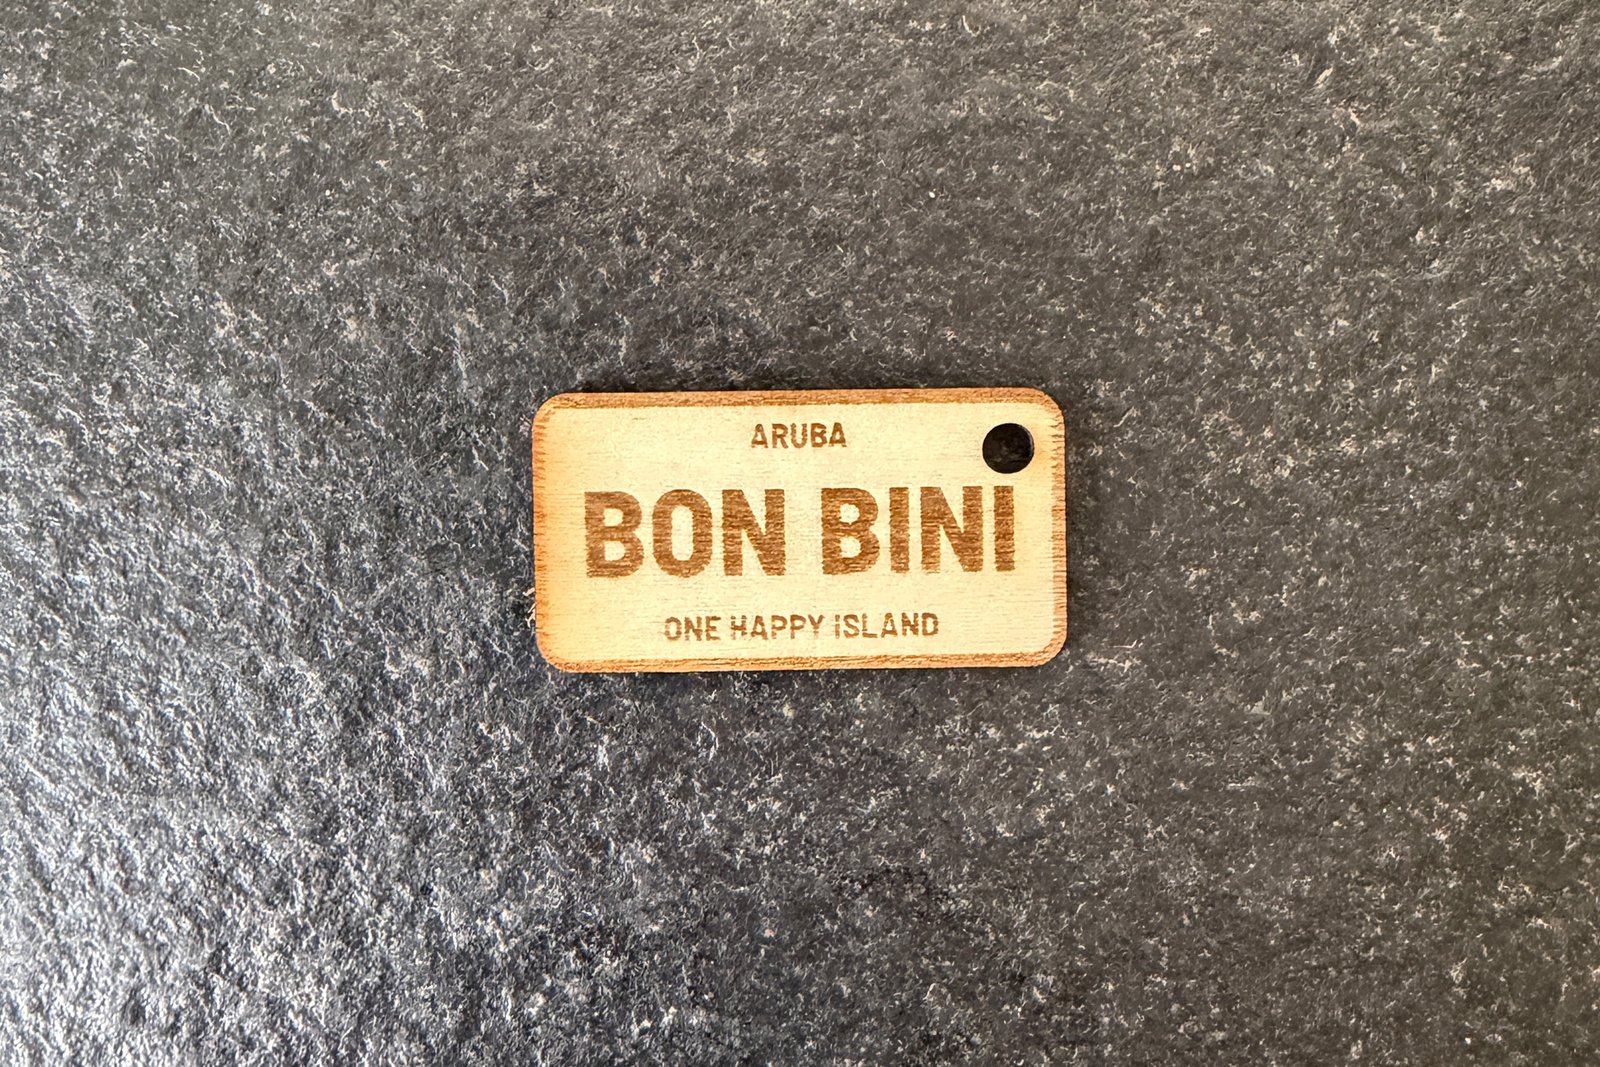 ARUBA
BON BINI
ONE HAPPY ISLAND